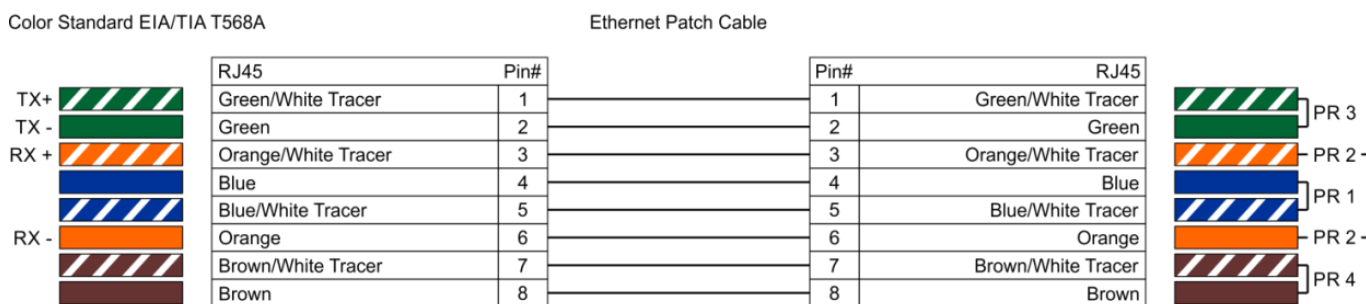 Color Standard EIA/TIA T568A Ethernet Patch Cable
RJ45 Pin# Pin# RJ45
TX+ Green/White Tracer 1 1 Green/White Tracer
PR 3
TX - Green 2 2 Green
RX + Orange/White Tracer 3 3 Orange/White Tracer PR 2 -
Blue 4 4 Blue
PR 1
Blue/White Tracer 5 5 Blue/White Tracer
RX - Orange 6 6 Orange PR 2 -
Brown/White Tracer 7 7 Brown/White Tracer
PR 4
Brown 8 8 Brown